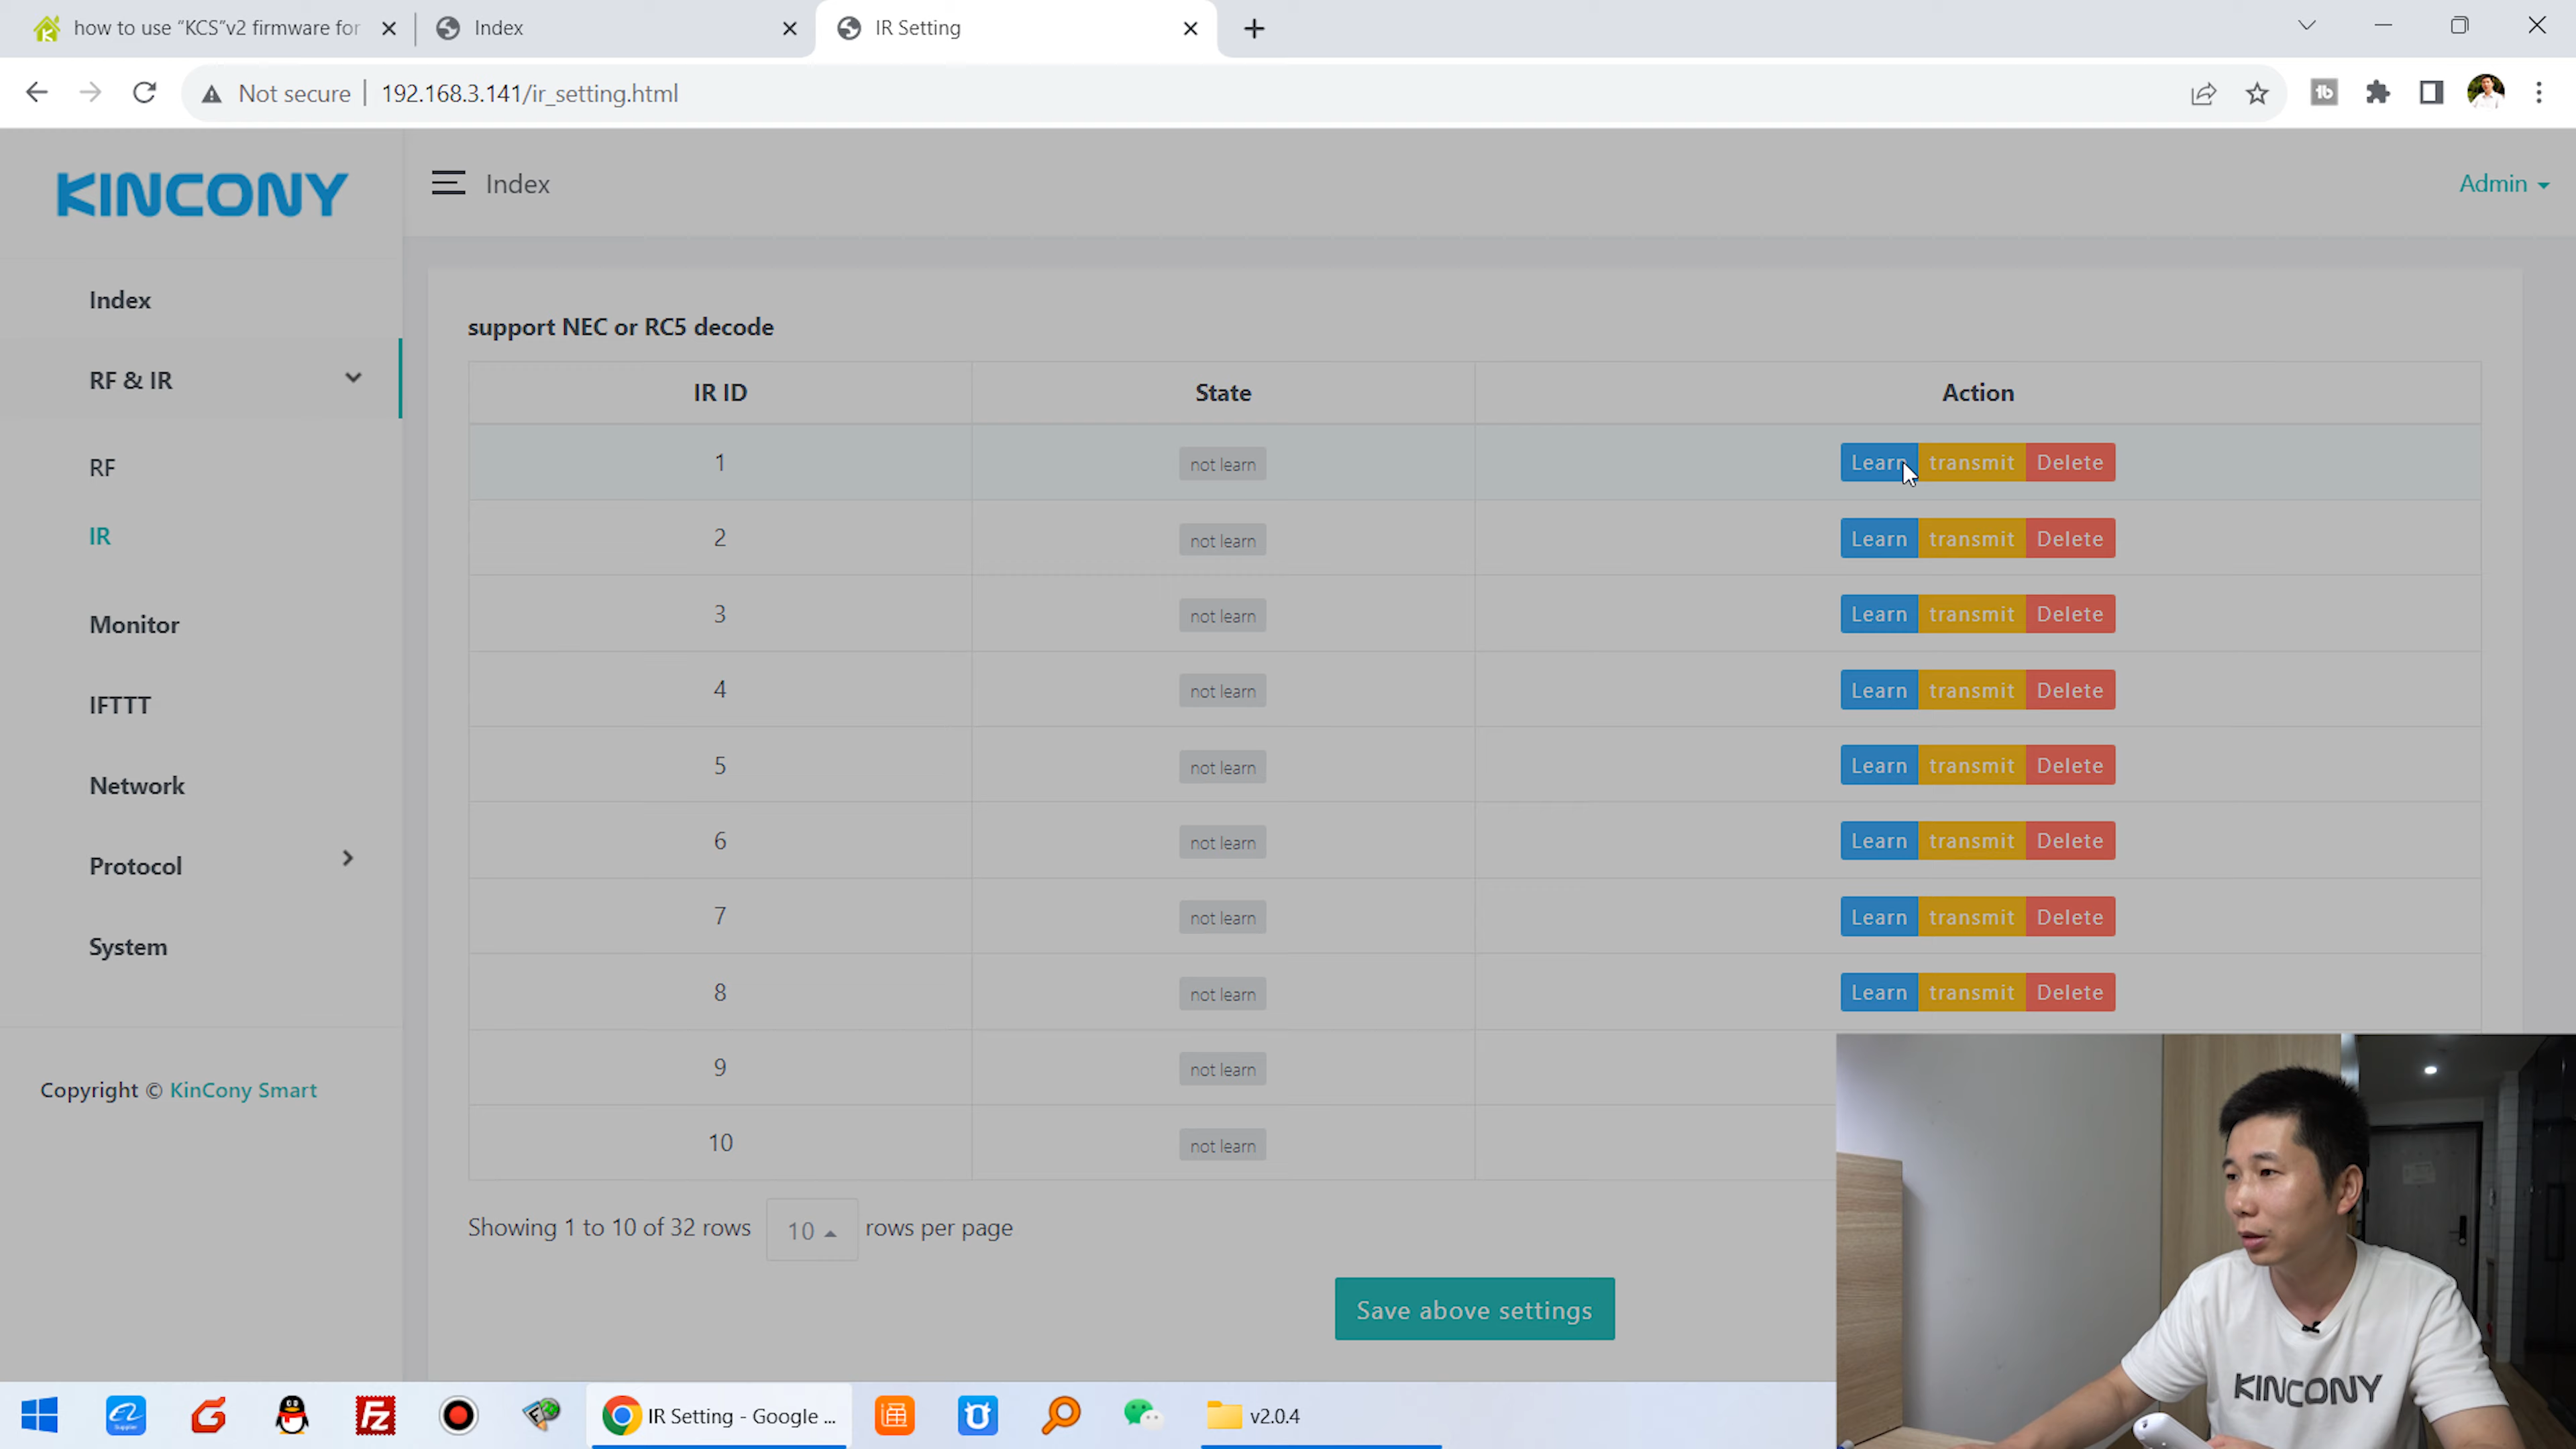 how to use “KCS”v2 firmware for
Index
IR Setting
Not secure
192.168.3.141/ir_setting.html
KINCONY
Index
Admin
Index
RF & IR
RF
IR
Monitor
IFTTT
Network
Protocol
System
Copyright © KinCony Smart
support NEC or RC5 decode
IR ID State Action
1 not learn Learn transmit Delete
2 not learn Learn transmit Delete
3 not learn Learn transmit Delete
4 not learn Learn transmit Delete
5 not learn Learn transmit Delete
6 not learn Learn transmit Delete
7 not learn Learn transmit Delete
8 not learn Learn transmit Delete
9 not learn
10 not learn
Showing 1 to 10 of 32 rows 10 rows per page
Save above settings
KINCONY
IR Setting - Google ...
v2.0.4